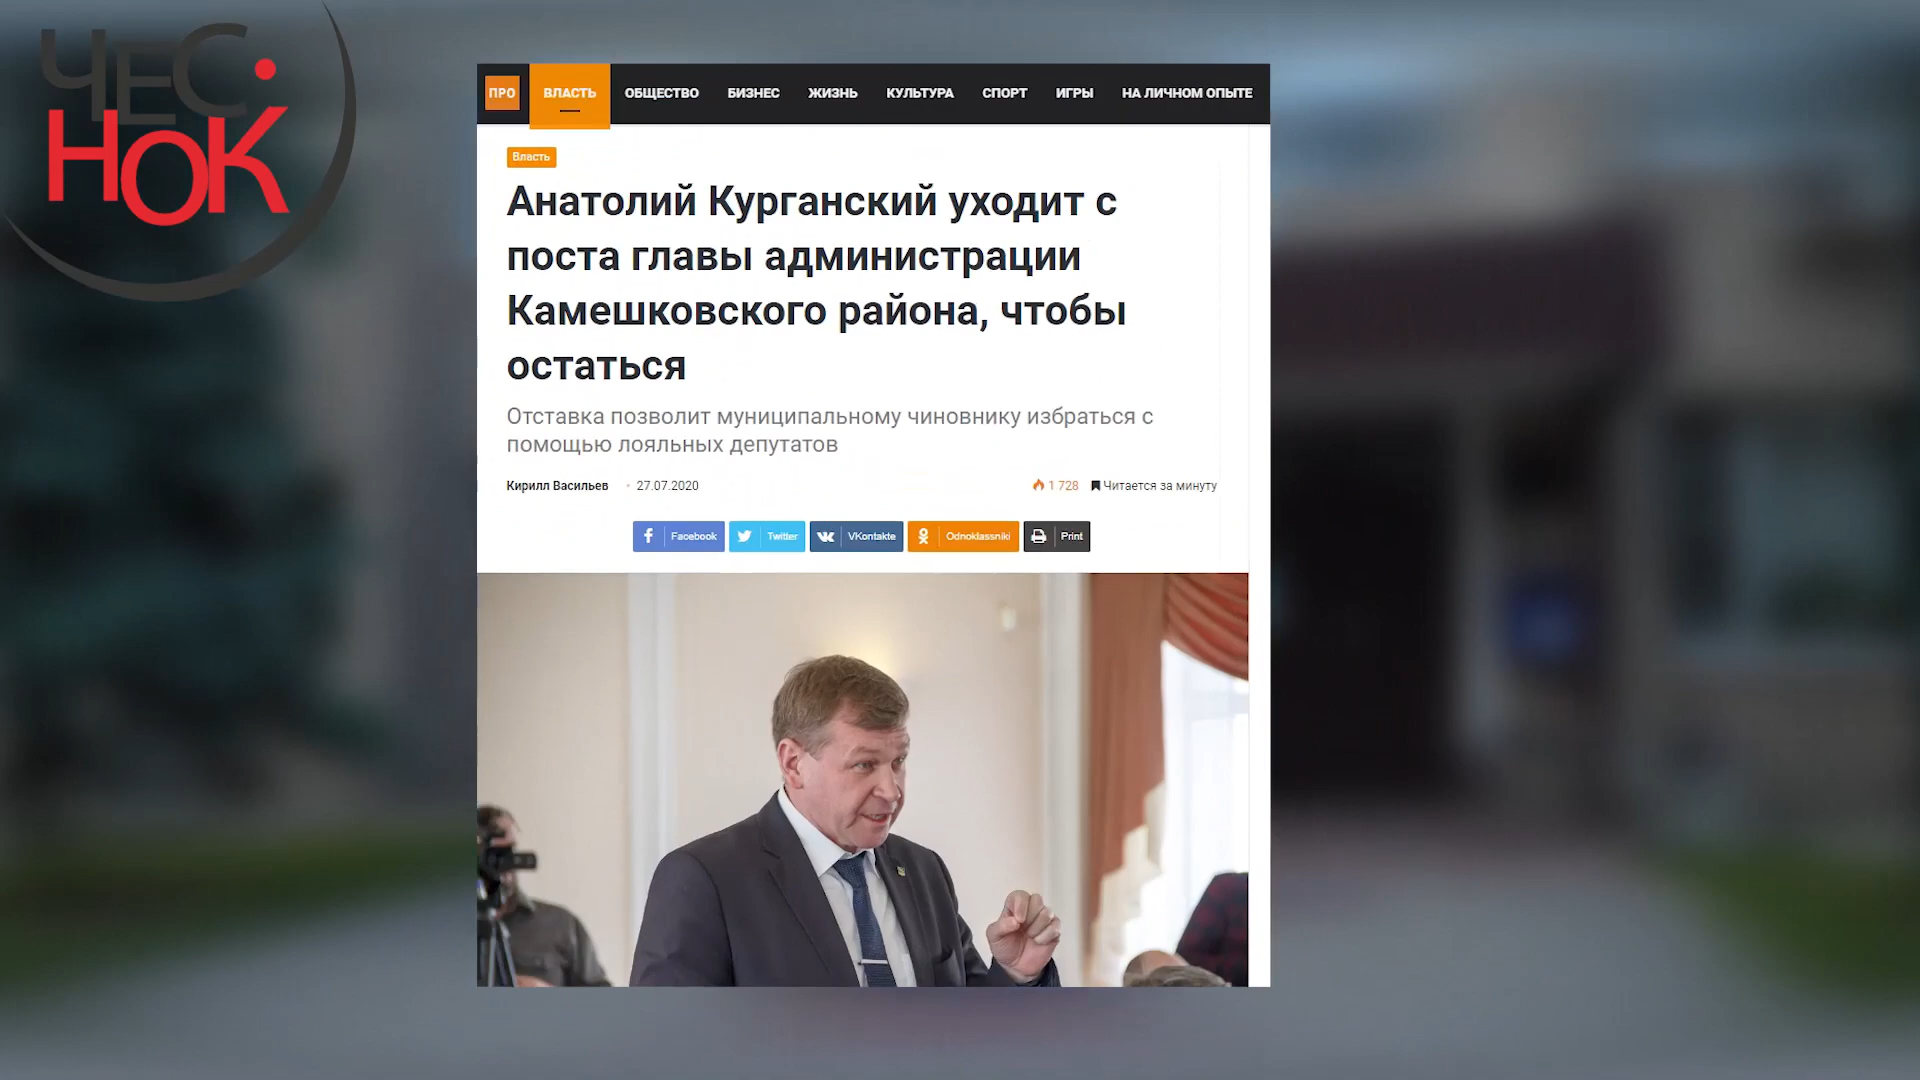 ЧЕС
НОК
ПРО
ВЛАСТЬ
ОБЩЕСТВО
БИЗНЕС
ЖИЗНЬ
КУЛЬТУРА
СПОРТ
ИГРЫ
НА ЛИЧНОМ ОПЫТЕ
Власть
Анатолий Курганский уходит с
поста главы администрации
Камешковского района, чтобы
остаться
Отставка позволит муниципальному чиновнику избраться с
помощью лояльных депутатов
Кирилл Васильев • 27.07.2020
1 728
Читается за минуту
Facebook
Twitter
VKontakte
Odnoklassniki
Print